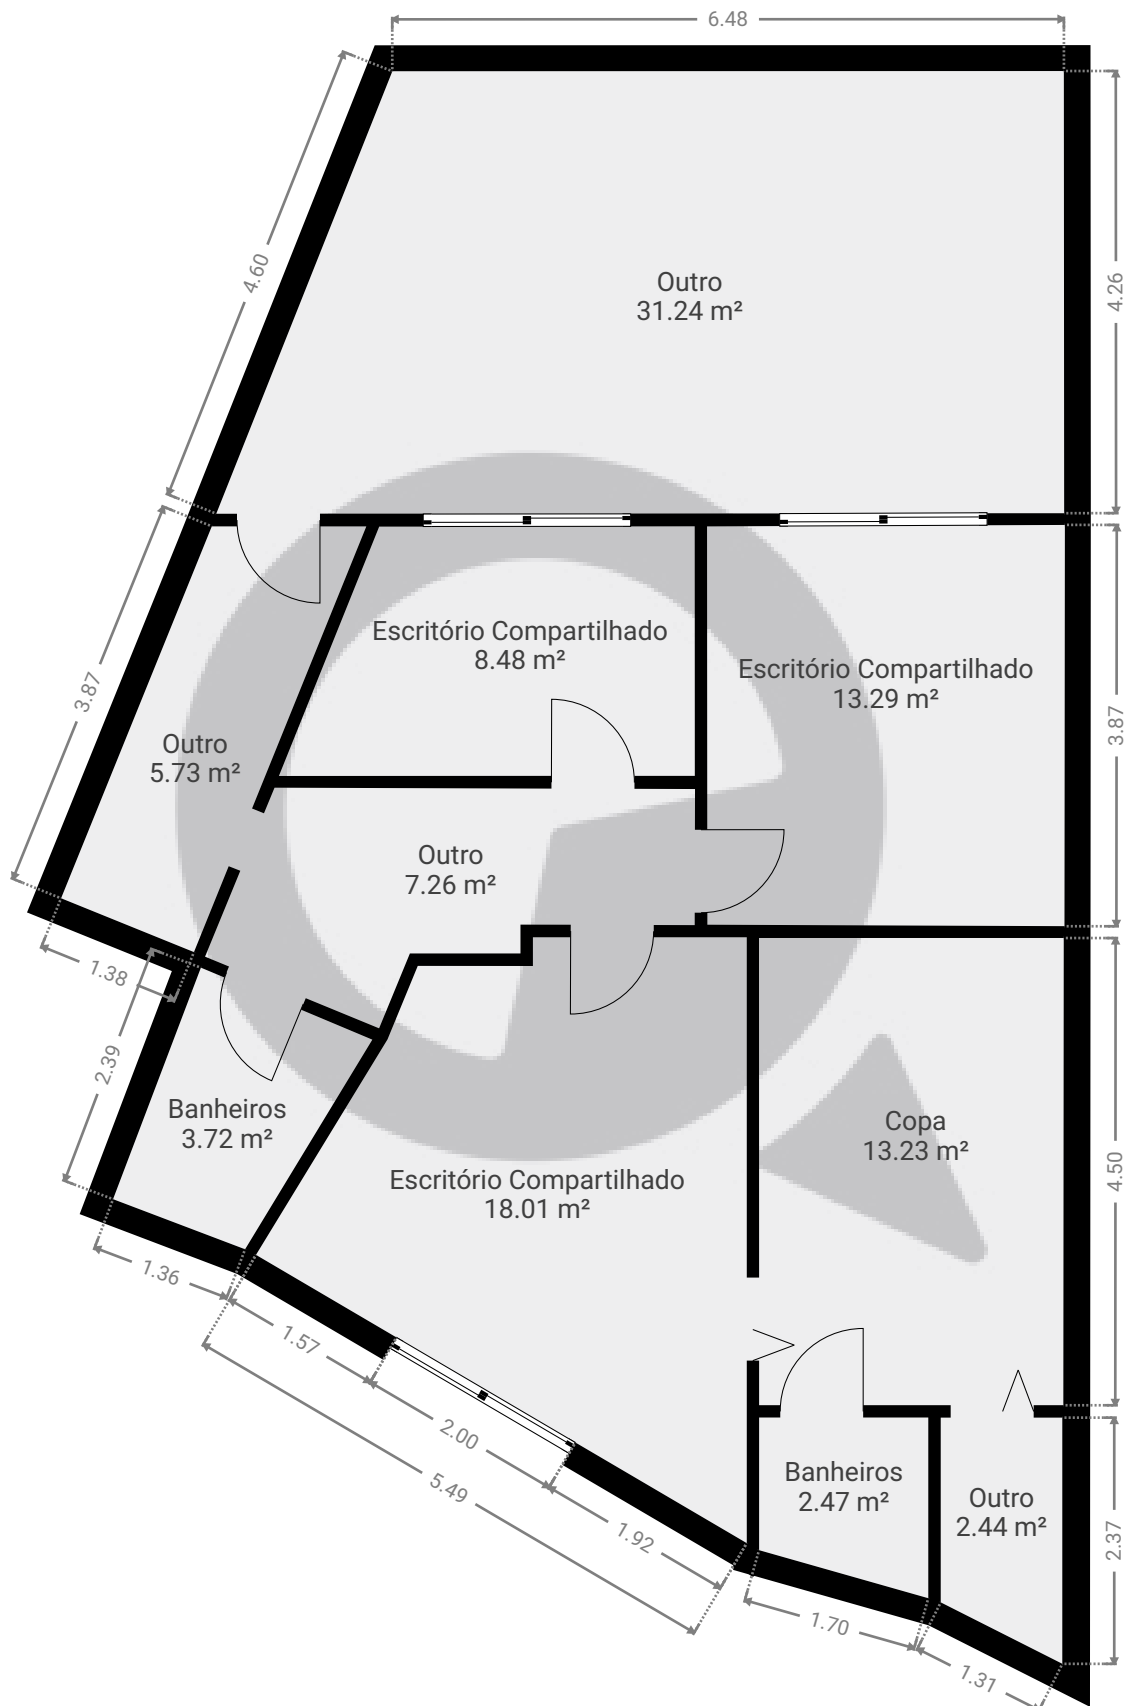 6.48
4.60
4.26
Outro
31.24 m²
3.87
Escritório Compartilhado
8.48 m²
Escritório Compartilhado
13.29 m²
3.87
Outro
5.73 m²
Outro
7.26 m²
1.38
2.39
Banheiros
3.72 m²
Escritório Compartilhado
18.01 m²
Copa
13.23 m²
4.50
1.36
1.57
2.00
5.49
1.92
Banheiros
2.47 m²
Outro
2.44 m²
2.37
1.70
1.31